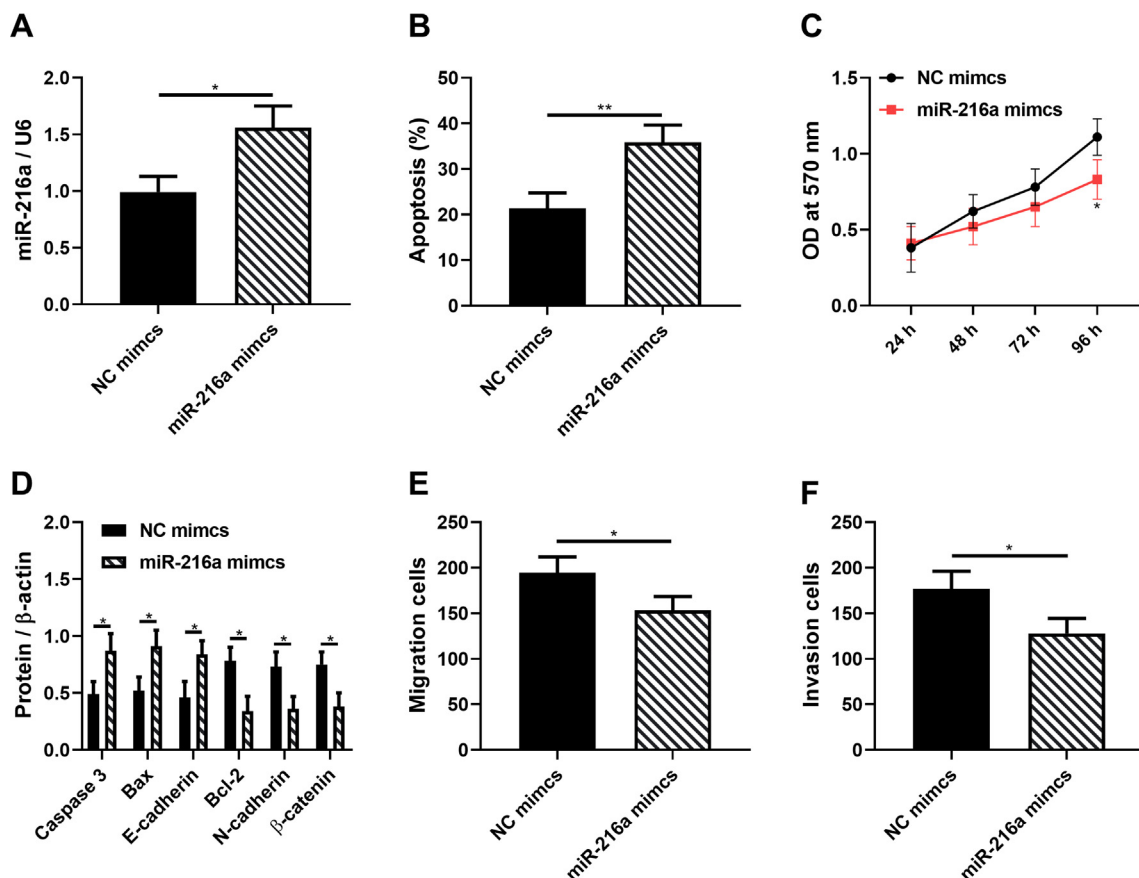 A
miR-216a / U6
2.0
1.5
1.0
0.5
0.0
*
NC mimcs
miR-216a mimcs
B
Apoptosis (%)
50
40
30
20
10
0
**
NC mimcs
miR-216a mimcs
C
OD at 570 nm
1.5
1.0
0.5
0.0
NC mimcs
miR-216a mimcs
*
24 h
48 h
72 h
96 h
D
Protein / β-actin
2.0
1.5
1.0
0.5
0.0
NC mimcs
miR-216a mimcs
* * * * * *
Caspase 3
Bax
E-cadherin
Bcl-2
N-cadherin
β-catenin
E
Migration cells
250
200
150
100
50
0
*
NC mimcs
miR-216a mimcs
F
Invasion cells
250
200
150
100
50
0
*
NC mimcs
miR-216a mimcs